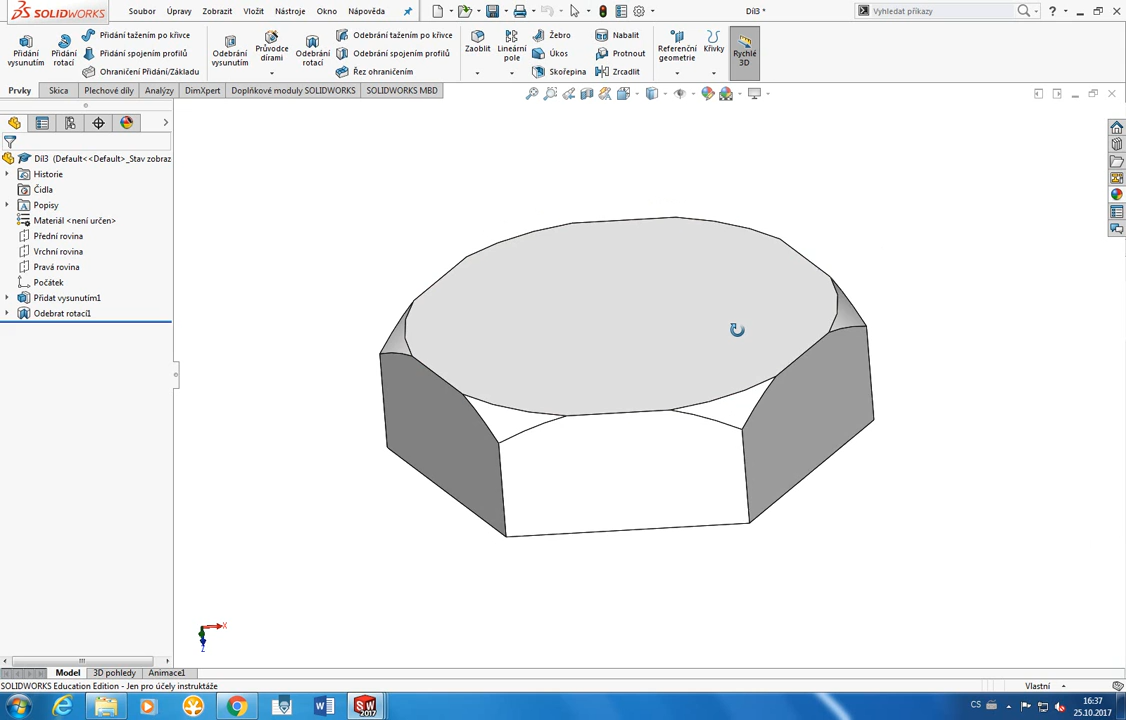 SOLIDWORKS
Soubor Úpravy Zobrazit Vložit Nástroje Okno Nápověda
Díl3 *
Vyhledat příkazy
Přidání vysunutím
Přidání rotací
Přidání tažením po křivce
Přidání spojením profilů
Ohraničení Přidání/Základu
Odebrání vysunutím
Průvodce dírami
Odebrání rotací
Odebrání tažením po křivce
Odebrání spojením profilů
Řez ohraničením
Zaoblit
Lineární pole
Žebro
Úkos
Skořepina
Nabalit
Protnout
Zrcadlit
Referenční geometrie
Křivky
Rychlé 3D
Prvky Skica Plechové díly Analýzy DimXpert Doplňkové moduly SOLIDWORKS SOLIDWORKS MBD
Díl3 (Default<<Default>_Stav zobraz
Historie
Čidla
Popisy
Materiál <není určen>
Přední rovina
Vrchní rovina
Pravá rovina
Počátek
Přidat vysunutím1
Odebrat rotací1
X
Z
Model 3D pohledy Animace1
SOLIDWORKS Education Edition - Jen pro účely instruktáže
Vlastní
CS
16:37
25.10.2017